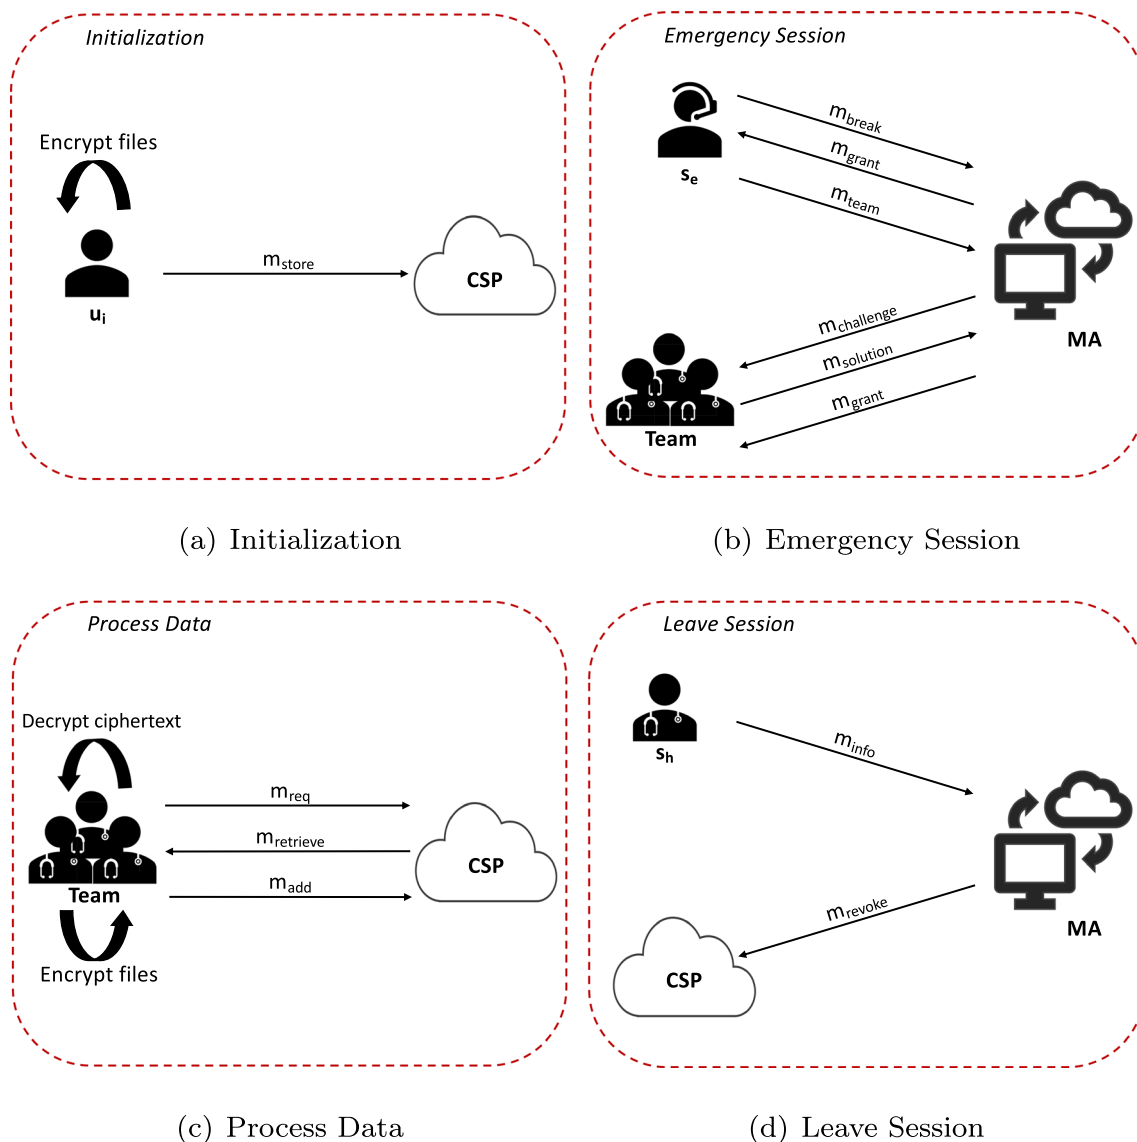 Initialization
Encrypt files
u_i
m_store
CSP
(a) Initialization
Emergency Session
s_e
m_break
m_grant
m_team
MA
m_challenge
m_solution
m_grant
Team
(b) Emergency Session
Process Data
Decrypt ciphertext
m_req
m_retrieve
m_add
CSP
Team
Encrypt files
(c) Process Data
Leave Session
s_h
m_info
MA
m_revoke
CSP
(d) Leave Session